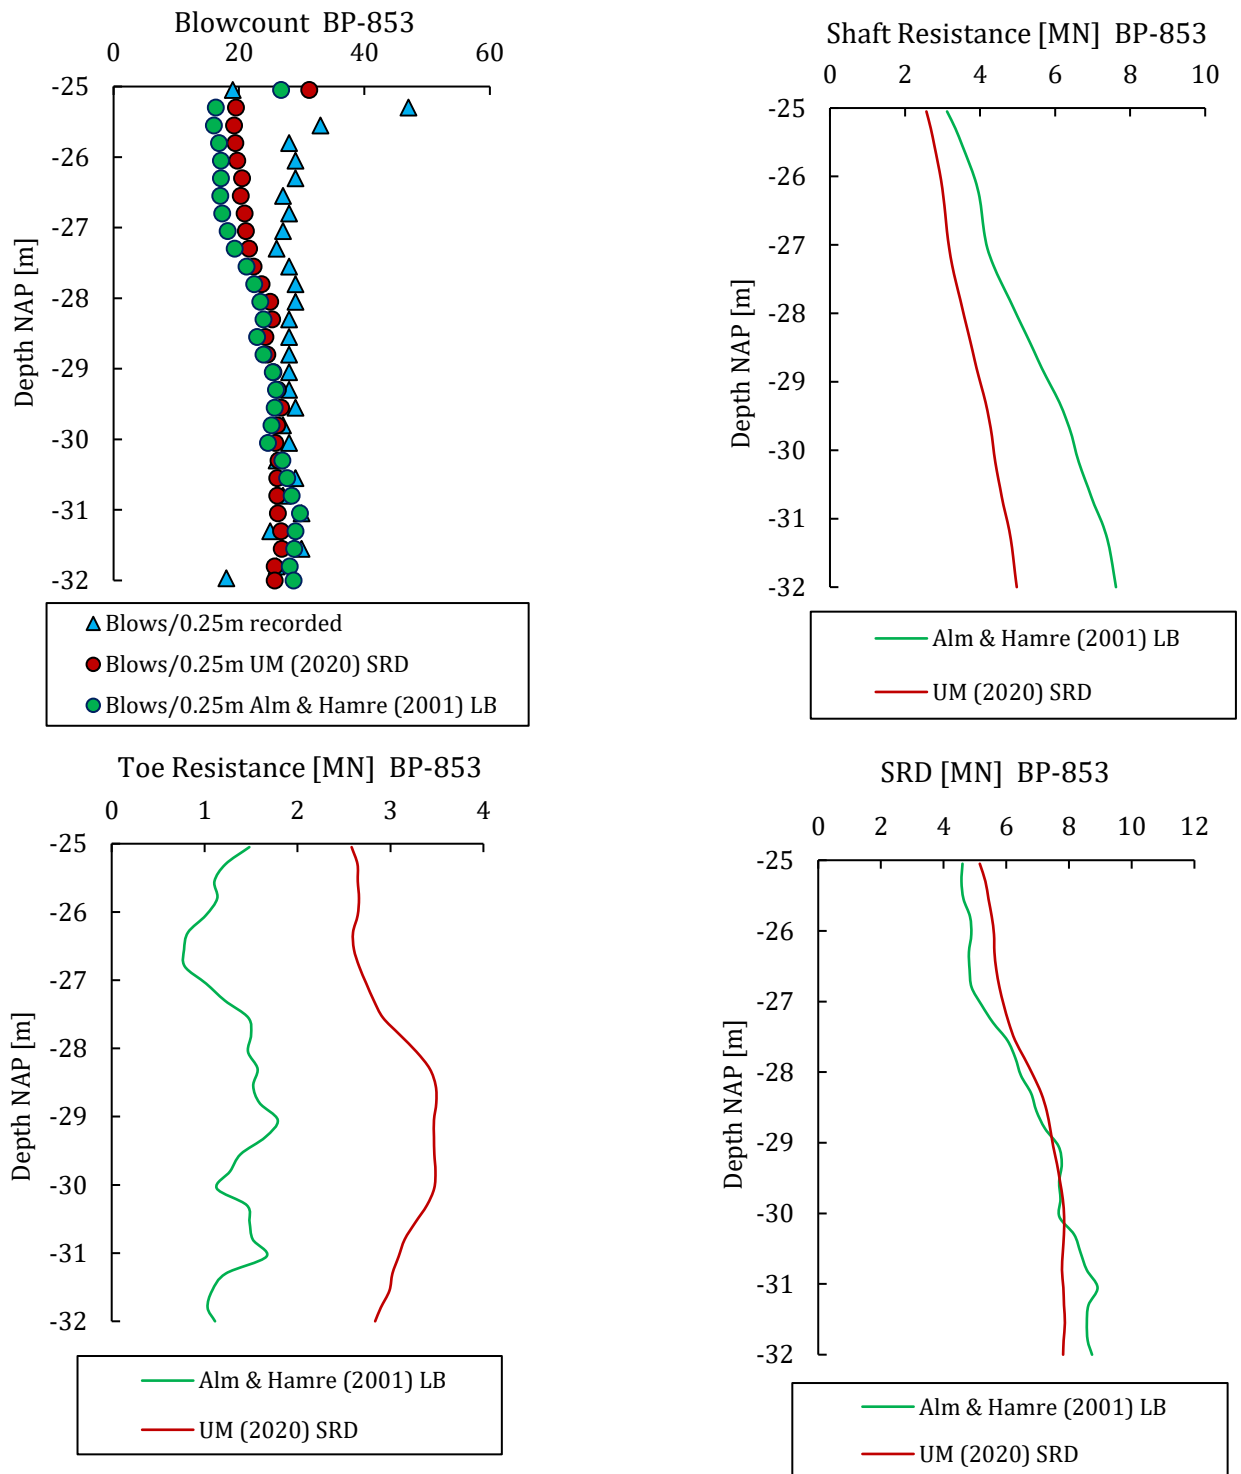 Blowcount BP-853
0 20 40 60
-25
-26
-27
-28
-29
-30
-31
-32
Depth NAP [m]
Blows/0.25m recorded
Blows/0.25m UM (2020) SRD
Blows/0.25m Alm & Hamre (2001) LB
Shaft Resistance [MN] BP-853
0 2 4 6 8 10
-25
-26
-27
-28
-29
-30
-31
-32
Depth NAP [m]
Alm & Hamre (2001) LB
UM (2020) SRD
Toe Resistance [MN] BP-853
0 1 2 3 4
-25
-26
-27
-28
-29
-30
-31
-32
Depth NAP [m]
Alm & Hamre (2001) LB
UM (2020) SRD
SRD [MN] BP-853
0 2 4 6 8 10 12
-25
-26
-27
-28
-29
-30
-31
-32
Depth NAP [m]
Alm & Hamre (2001) LB
UM (2020) SRD